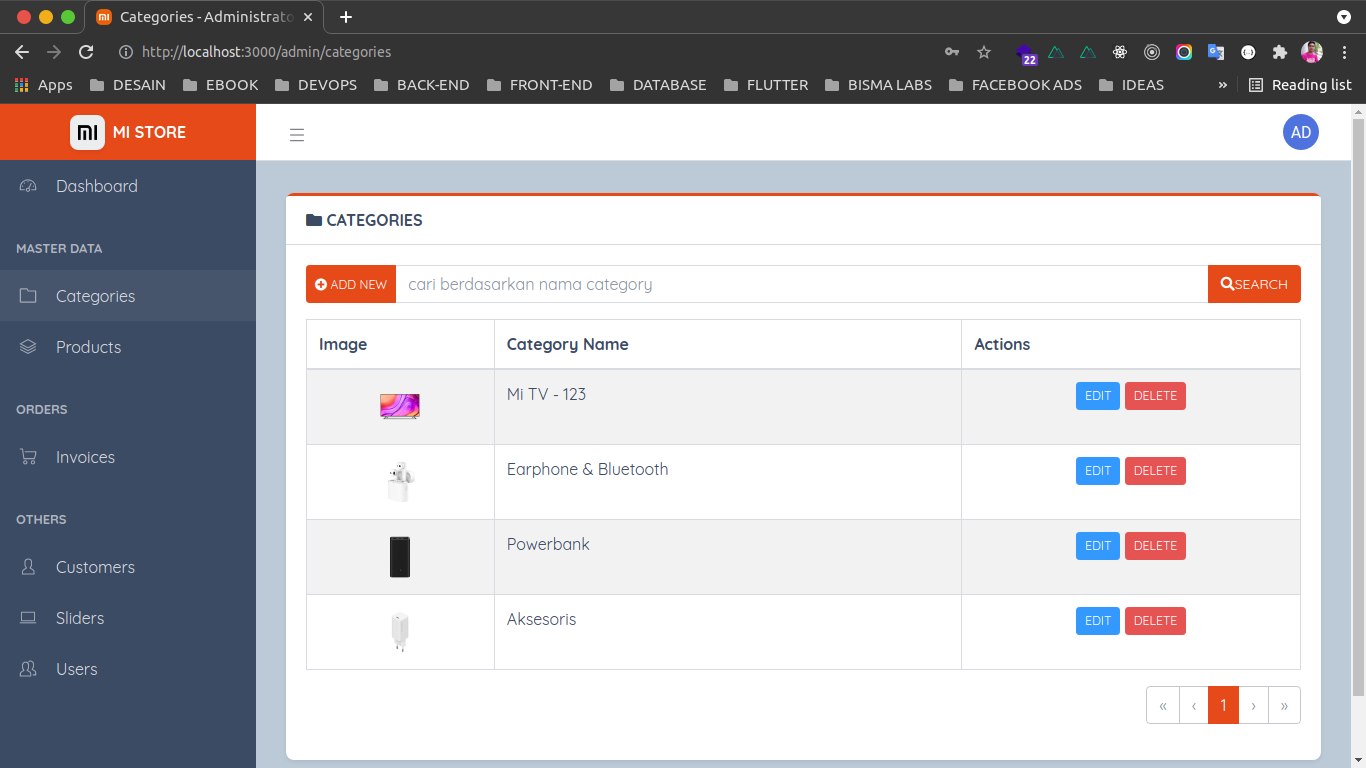 Categories - Administrato
http://localhost:3000/admin/categories
22
Apps DESAIN EBOOK DEVOPS BACK-END FRONT-END DATABASE FLUTTER BISMA LABS FACEBOOK ADS IDEAS » Reading list
MI STORE
AD
Dashboard
MASTER DATA
Categories
Products
ORDERS
Invoices
OTHERS
Customers
Sliders
Users
CATEGORIES
ADD NEW cari berdasarkan nama category SEARCH
Image Category Name Actions
Mi TV - 123 EDIT DELETE
Earphone & Bluetooth EDIT DELETE
Powerbank EDIT DELETE
Aksesoris EDIT DELETE
« ‹ 1 › »